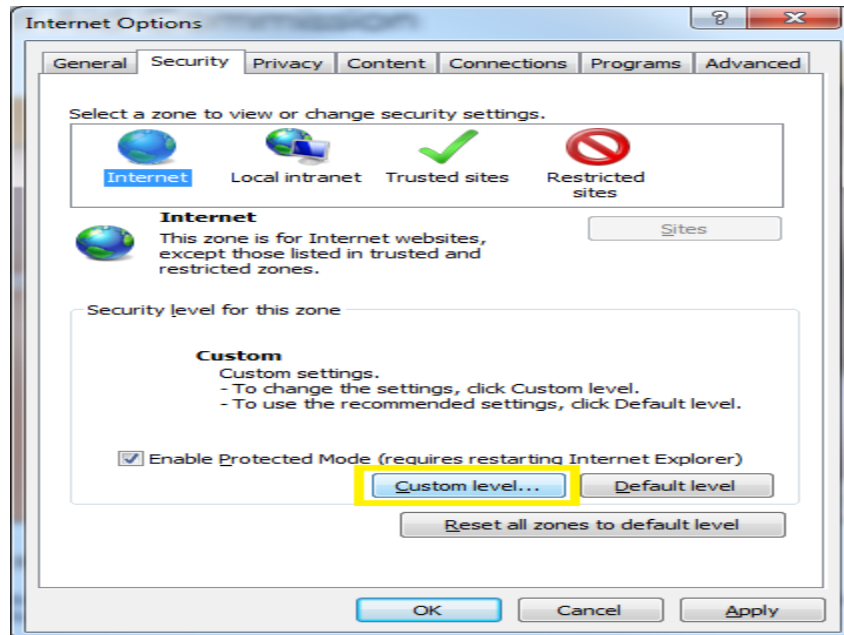 Internet Options
General Security Privacy Content Connections Programs Advanced
Select a zone to view or change security settings.
Internet Local intranet Trusted sites Restricted
sites
Internet
This zone is for Internet websites,
except those listed in trusted and
restricted zones.
Sites
Security level for this zone
Custom
Custom settings.
- To change the settings, click Custom level.
- To use the recommended settings, click Default level.
Enable Protected Mode (requires restarting Internet Explorer)
Custom level... Default level
Reset all zones to default level
OK Cancel Apply